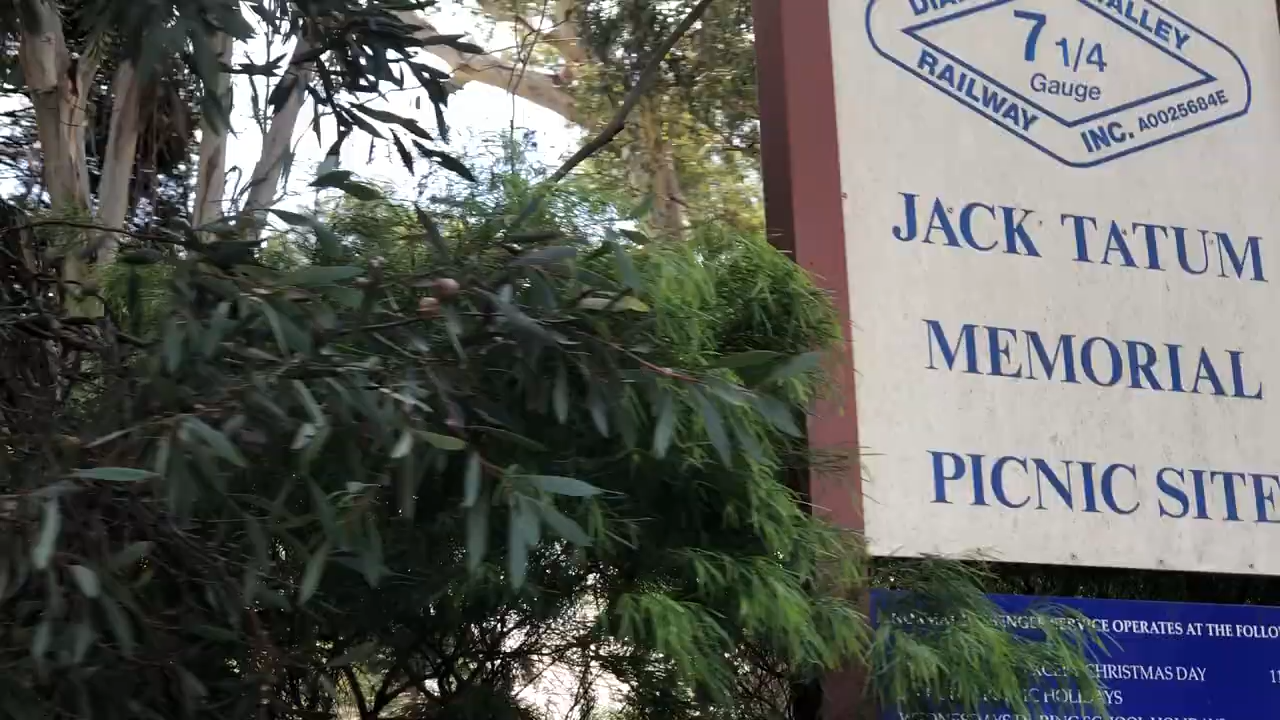 VALLEY
7 1/4
Gauge
RAILWAY INC. A0025684E
JACK TATUM
MEMORIAL
PICNIC SITE
SERVICE OPERATES AT THE FOLLO
CHRISTMAS DAY 11
HOLIDAYS